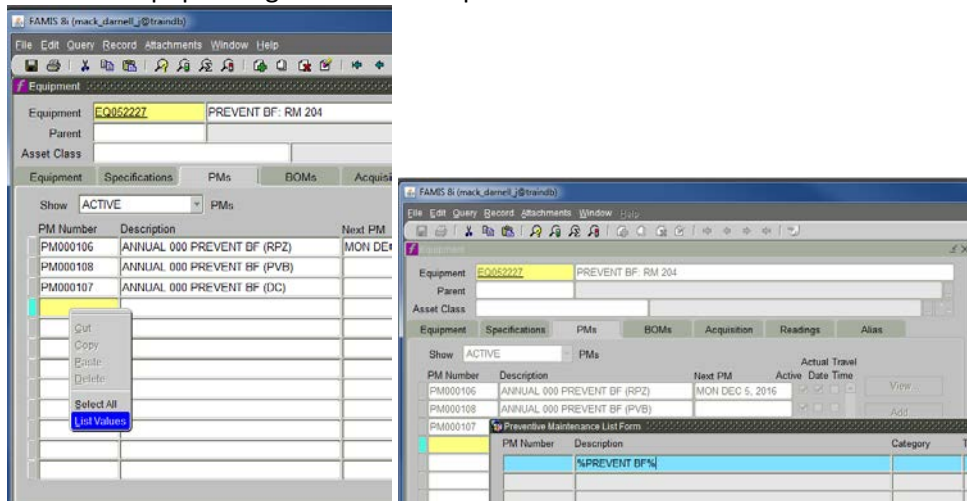 FAMIS 8i (mack_darnell_j@traindb)
File Edit Query Record Attachments Window Help
Equipment
Equipment EQ052227 PREVENT BF: RM 204
Parent
Asset Class
Equipment Specifications PMs BOMs Acquisi
Show ACTIVE PMs
PM Number Description Next PM
PM000106 ANNUAL 000 PREVENT BF (RPZ) MON DE
PM000108 ANNUAL 000 PREVENT BF (PVB)
PM000107 ANNUAL 000 PREVENT BF (DC)
Cut
Copy
Paste
Delete
Select All
List Values
FAMIS 8i (mack_darnell_j@traindb)
File Edit Query Record Attachments Window Help
Equipment
Equipment EQ052227 PREVENT BF: RM 204
Parent
Asset Class
Equipment Specifications PMs BOMs Acquisition Readings Alias
Show ACTIVE PMs
Actual Travel
PM Number Description Next PM Active Date Time
PM000106 ANNUAL 000 PREVENT BF (RPZ) MON DEC 5, 2016 View
PM000108 ANNUAL 000 PREVENT BF (PVB) Add
PM000107 Preventive Maintenance List Form
PM Number Description Category T
%PREVENT BF%